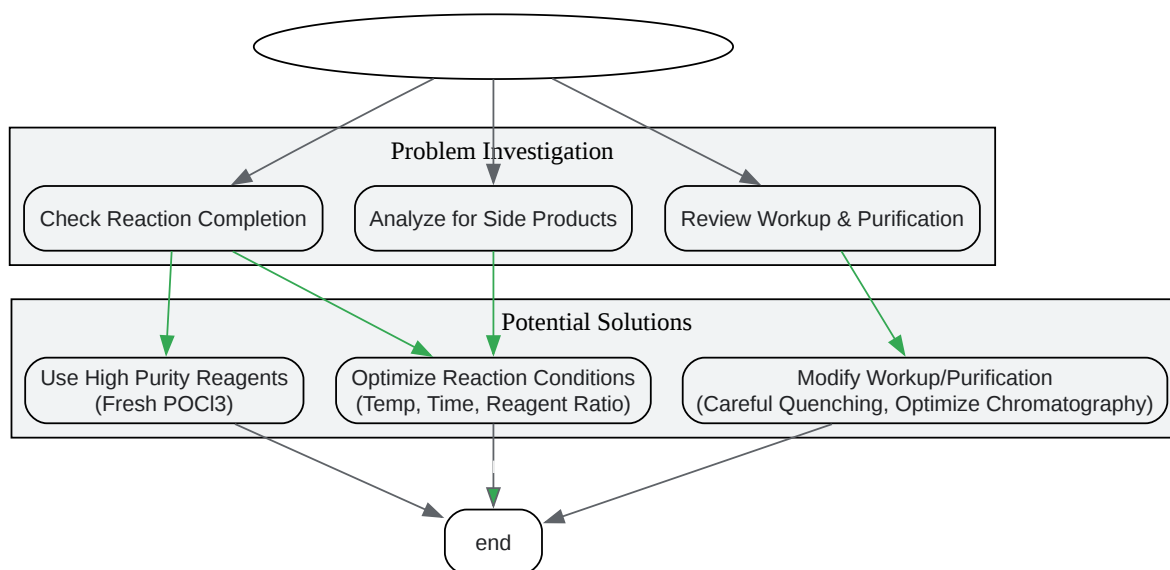 Problem Investigation
Check Reaction Completion
Analyze for Side Products
Review Workup & Purification
Potential Solutions
Use High Purity Reagents
(Fresh POCl3)
Optimize Reaction Conditions
(Temp, Time, Reagent Ratio)
Modify Workup/Purification
(Careful Quenching, Optimize Chromatography)
end